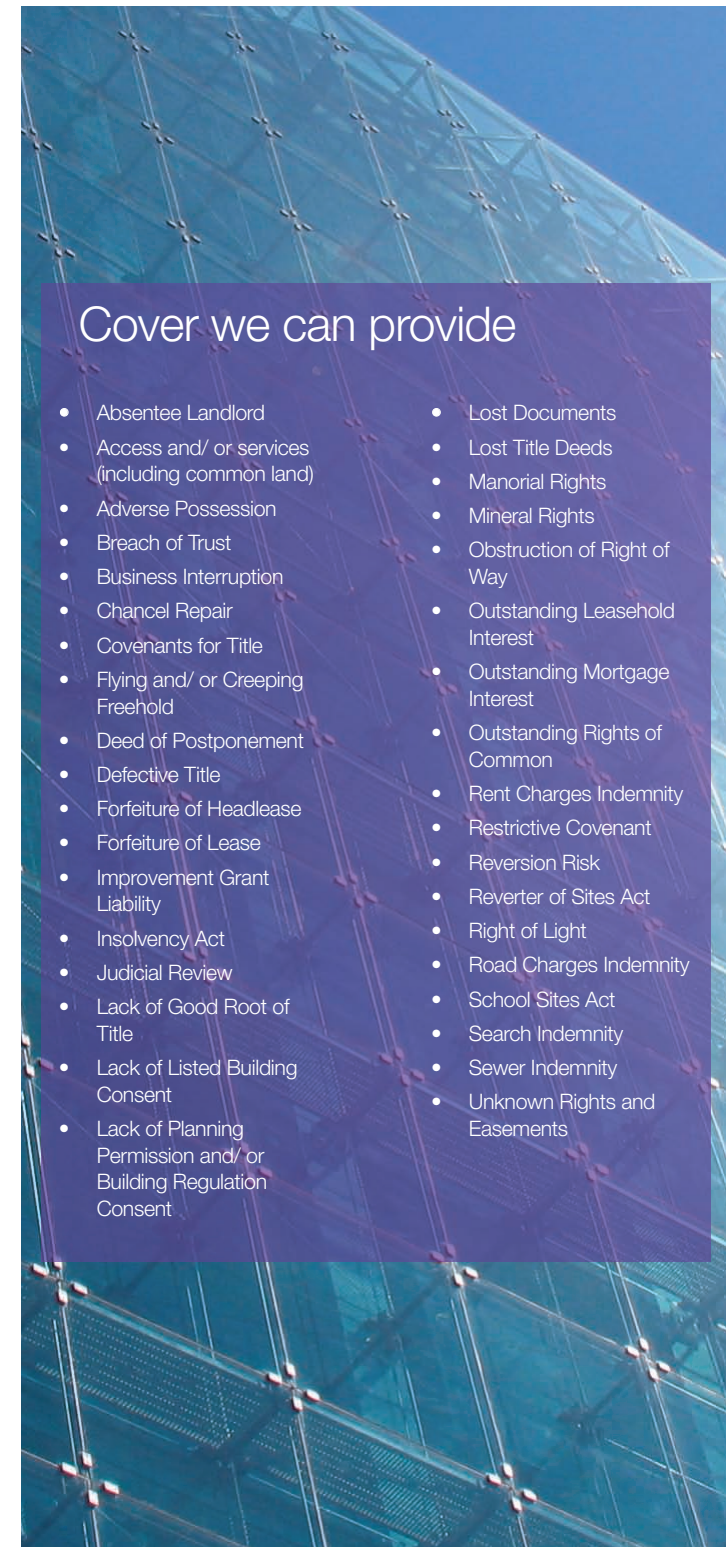 Cover we can provide
• Absentee Landlord
• Access and/ or services
(including common land)
• Adverse Possession
• Breach of Trust
• Business Interruption
• Chancel Repair
• Covenants for Title
• Flying and/ or Creeping
Freehold
• Deed of Postponement
• Defective Title
• Forfeiture of Headlease
• Forfeiture of Lease
• Improvement Grant
Liability
• Insolvency Act
• Judicial Review
• Lack of Good Root of
Title
• Lack of Listed Building
Consent
• Lack of Planning
Permission and/ or
Building Regulation
Consent
• Lost Documents
• Lost Title Deeds
• Manorial Rights
• Mineral Rights
• Obstruction of Right of
Way
• Outstanding Leasehold
Interest
• Outstanding Mortgage
Interest
• Outstanding Rights of
Common
• Rent Charges Indemnity
• Restrictive Covenant
• Reversion Risk
• Reverter of Sites Act
• Right of Light
• Road Charges Indemnity
• School Sites Act
• Search Indemnity
• Sewer Indemnity
• Unknown Rights and
Easements